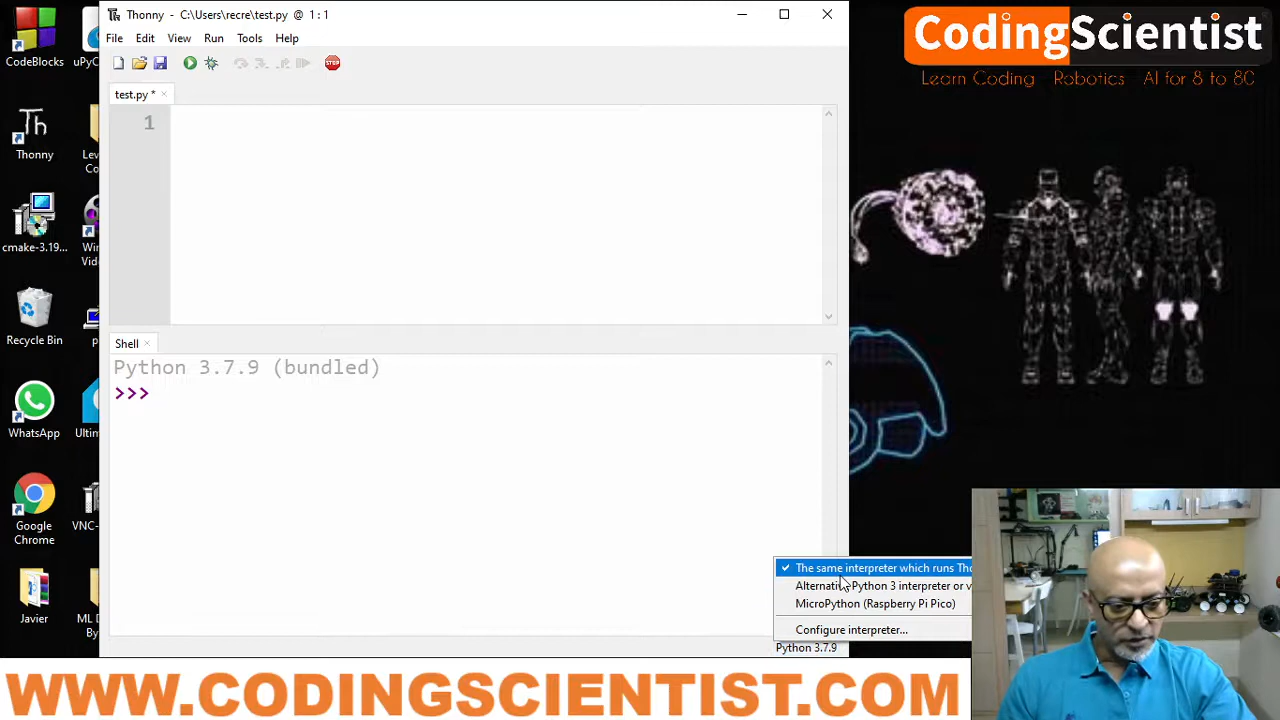 Thonny - C:\Users\recre\test.py @ 1 : 1
File Edit View Run Tools Help
STOP
test.py *
1
Shell
Python 3.7.9 (bundled)
>>>
The same interpreter which runs
Alternative Python 3 interpreter or
MicroPython (Raspberry Pi Pico)
Configure interpreter...
Python 3.7.9
CodeBlocks
Thonny
cmake-3.19...
Recycle Bin
WhatsApp
Google
Chrome
Javier
CodingScientist
Learn Coding Robotics AI for 8 to 80
WWW.CODINGSCIENTIST.COM